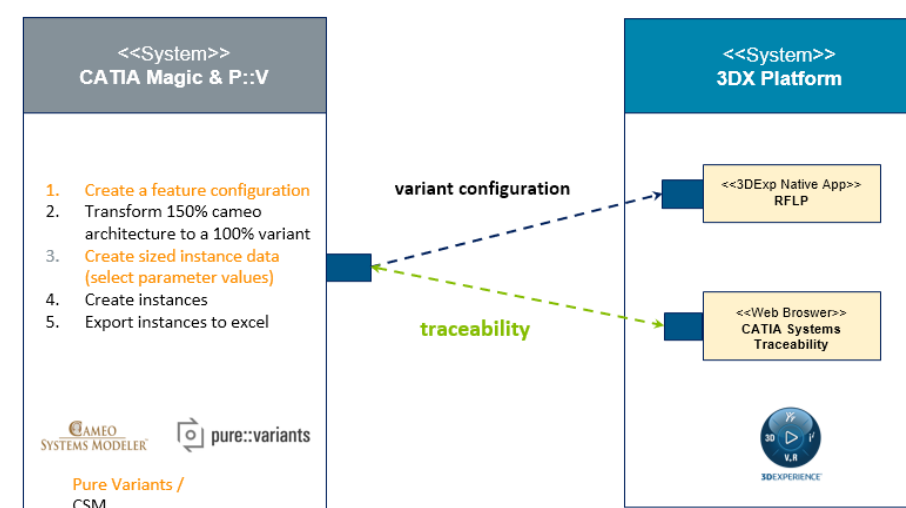 <<System>>
CATIA Magic & P::V
1. Create a feature configuration
2. Transform 150% cameo
architecture to a 100% variant
3. Create sized instance data
(select parameter values)
4. Create instances
5. Export instances to excel
CAMEO
SYSTEMS MODELER
pure::variants
Pure Variants /
CSM
variant configuration
traceability
<<System>>
3DX Platform
<<3DExp Native App>>
RFLP
<<Web Broswer>>
CATIA Systems
Traceability
3D
V.R
3DEXPERIENCE